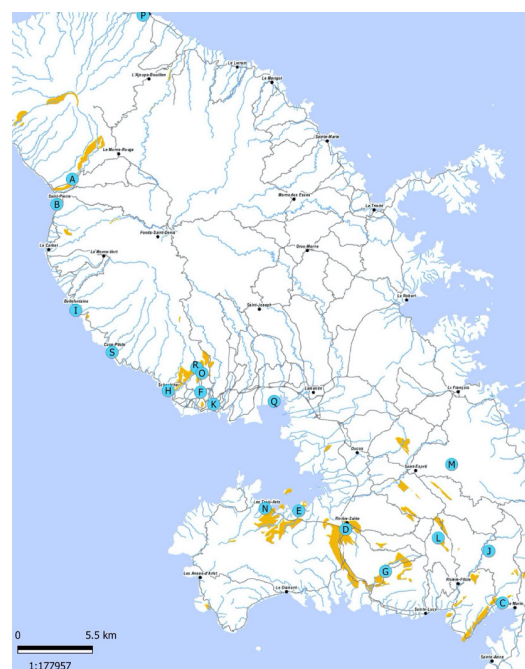 P
Le Lorrain
L'Ajoupa-Bouillon
Le Marigot
Sainte-Marie
Le Morne-Rouge
A
Saint-Pierre
B
Morne des Esses
La Trinité
Fonds-Saint-Denis
Le Carbet
Le Morne-Vert
Gros-Morne
Bellefontaine
I
Le Robert
Saint-Joseph
Case-Pilote
S
R
O
Schoelcher
H
F
K
Q
Lamentin
Le François
Ducos
M
Saint-Esprit
Les Trois-Ilets
N
E
Rivière-Salée
D
L
J
G
Les Anses-d'Arlet
Rivière-Pilote
Le Diamant
C
Le Marin
Sainte-Luce
0
5.5 km
Sainte-Anne
1:177957